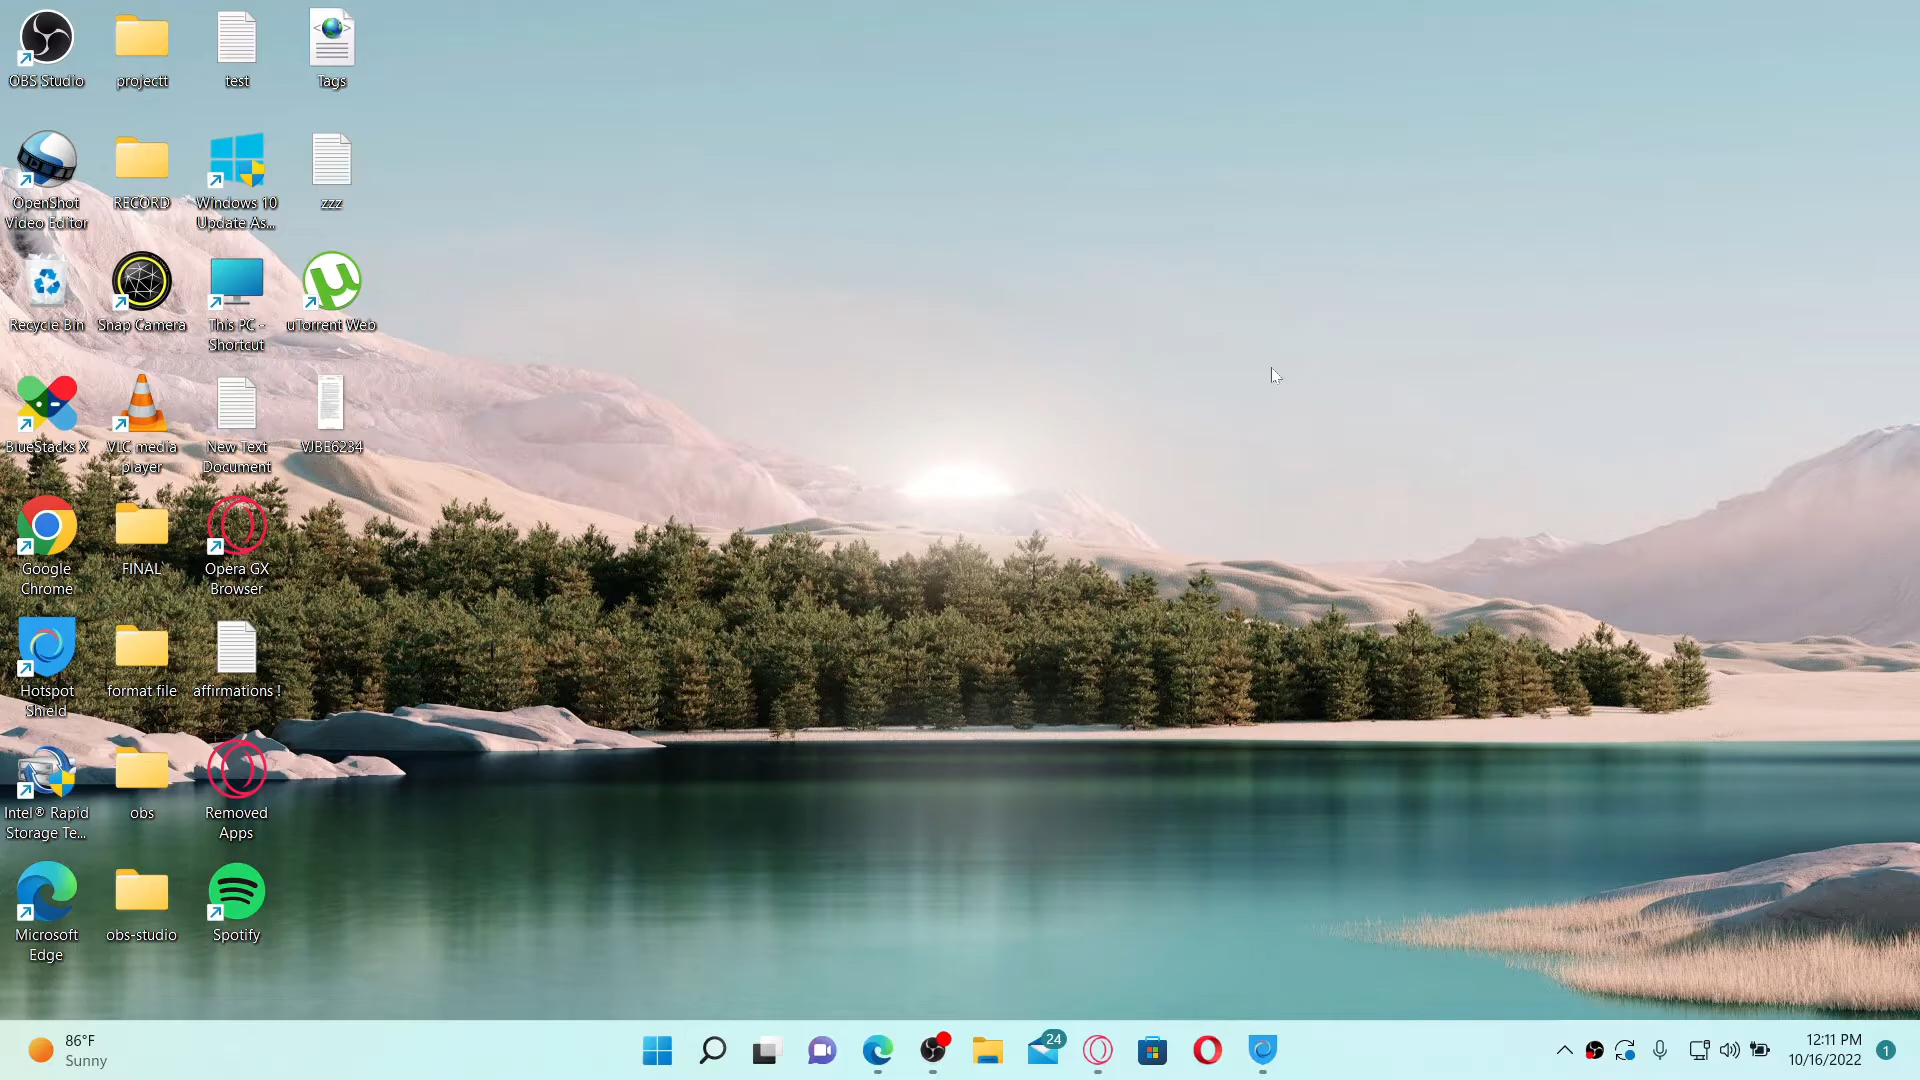 OBS Studio
projectt
test
Tags
OpenShot
Video Editor
RECORD
Windows 10
Update As...
zzz
Recycle Bin
Snap Camera
This PC -
Shortcut
uTorrent Web
BlueStacks X
VLC media
player
New Text
Document
VJBE6234
Google
Chrome
FINAL
Opera GX
Browser
Hotspot
Shield
format file
affirmations !
Intel® Rapid
Storage Te...
obs
Removed
Apps
Microsoft
Edge
obs-studio
Spotify
86°F
Sunny
24
12:11 PM
10/16/2022
1